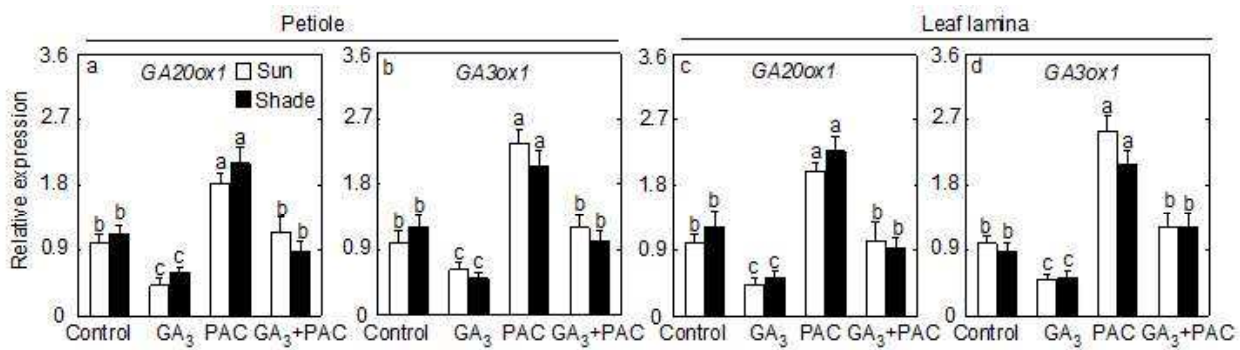 Petiole Leaf lamina
3.6 a GA20ox1 Sun 3.6 b GA3ox1 3.6 c GA20ox1 3.6 d GA3ox1
Shade
2.7 2.7 2.7 2.7
a a a a a a a a
1.8 1.8 1.8 1.8
b b b b b b b b b b b b b b b b
0.9 0.9 0.9 0.9
c c c c c c c c
0 0 0 0
Relative expression
Control GA₃ PAC GA₃+PAC Control GA₃ PAC GA₃+PAC Control GA₃ PAC GA₃+PAC Control GA₃ PAC GA₃+PAC